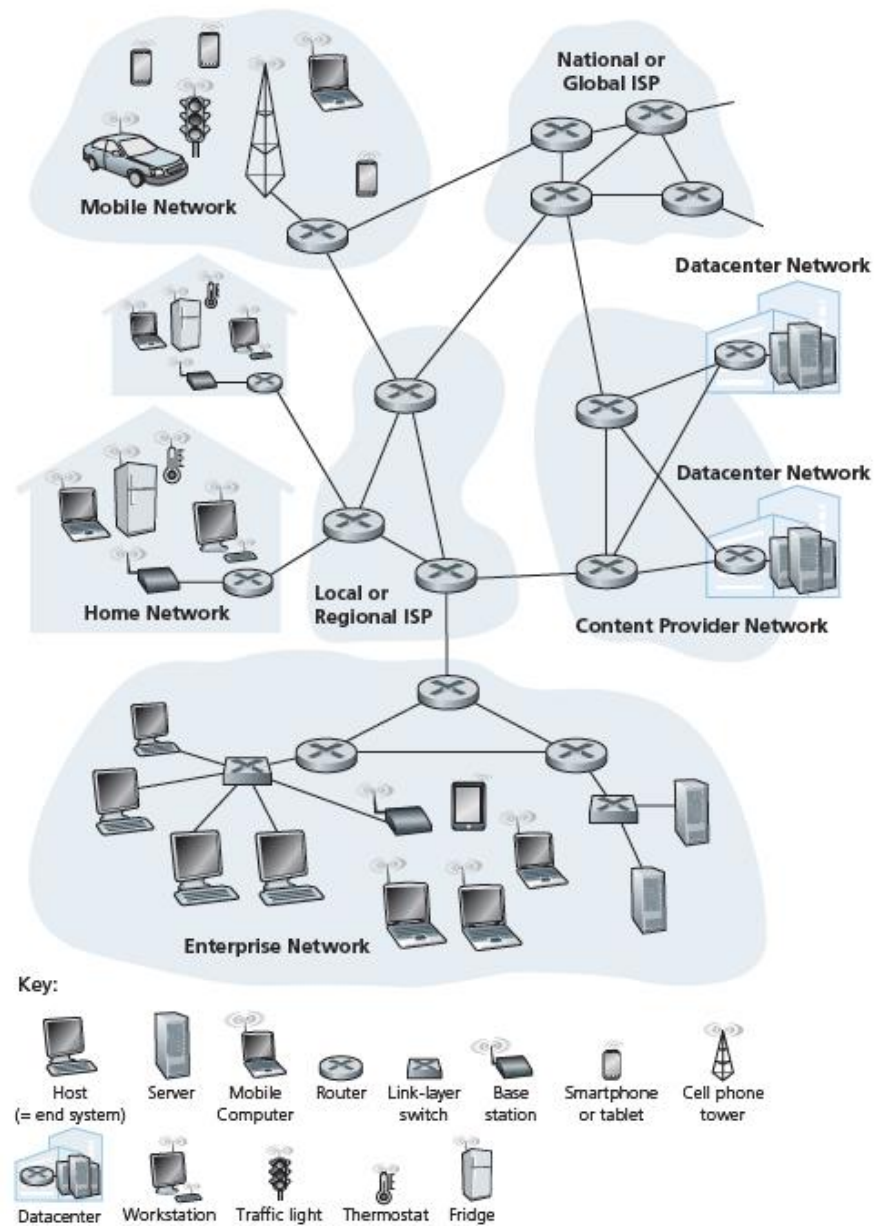 National or
Global ISP
Mobile Network
Datacenter Network
Datacenter Network
Home Network
Local or
Regional ISP
Content Provider Network
Enterprise Network
Key:
Host
(= end system)
Server
Mobile
Computer
Router
Link-layer
switch
Base
station
Smartphone
or tablet
Cell phone
tower
Datacenter
Workstation
Traffic light
Thermostat
Fridge